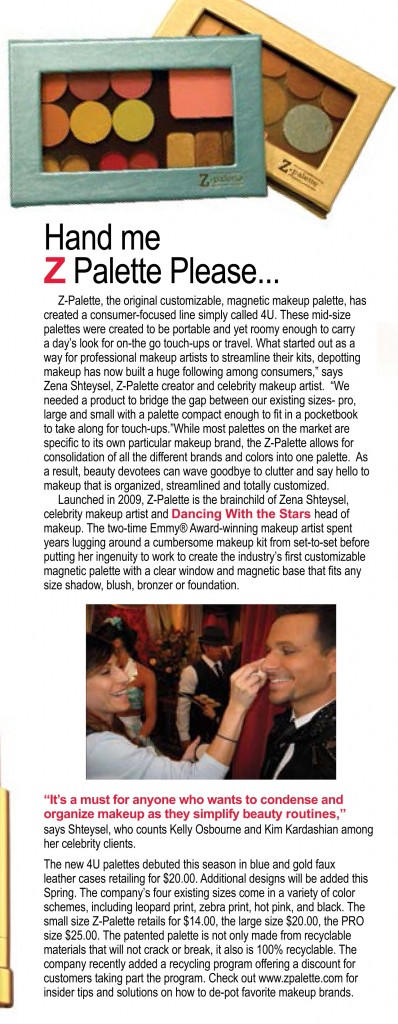 Z•palette
Z•palette
Hand me
Z Palette Please...
Z-Palette, the original customizable, magnetic makeup palette, has
created a consumer-focused line simply called 4U. These mid-size
palettes were created to be portable and yet roomy enough to carry
a day's look for on-the go touch-ups or travel. What started out as a
way for professional makeup artists to streamline their kits, depotting
makeup has now built a huge following among consumers," says
Zena Shteysel, Z-Palette creator and celebrity makeup artist. "We
needed a product to bridge the gap between our existing sizes- pro,
large and small with a palette compact enough to fit in a pocketbook
to take along for touch-ups."While most palettes on the market are
specific to its own particular makeup brand, the Z-Palette allows for
consolidation of all the different brands and colors into one palette. As
a result, beauty devotees can wave goodbye to clutter and say hello to
makeup that is organized, streamlined and totally customized.
Launched in 2009, Z-Palette is the brainchild of Zena Shteysel,
celebrity makeup artist and Dancing With the Stars head of
makeup. The two-time Emmy® Award-winning makeup artist spent
years lugging around a cumbersome makeup kit from set-to-set before
putting her ingenuity to work to create the industry's first customizable
magnetic palette with a clear window and magnetic base that fits any
size shadow, blush, bronzer or foundation.
"It's a must for anyone who wants to condense and
organize makeup as they simplify beauty routines,"
says Shteysel, who counts Kelly Osbourne and Kim Kardashian among
her celebrity clients.
The new 4U palettes debuted this season in blue and gold faux
leather cases retailing for $20.00. Additional designs will be added this
Spring. The company's four existing sizes come in a variety of color
schemes, including leopard print, zebra print, hot pink, and black. The
small size Z-Palette retails for $14.00, the large size $20.00, the PRO
size $25.00. The patented palette is not only made from recyclable
materials that will not crack or break, it also is 100% recyclable. The
company recently added a recycling program offering a discount for
customers taking part the program. Check out www.zpalette.com for
insider tips and solutions on how to de-pot favorite makeup brands.